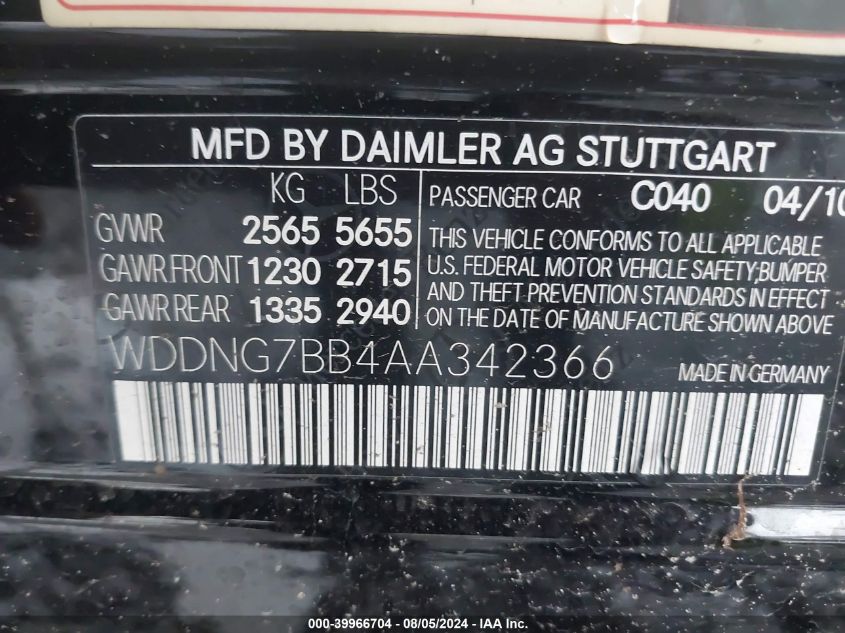 MFD BY DAIMLER AG STUTTGART
KG LBS
GVWR 2565 5655
GAWR FRONT 1230 2715
GAWR REAR 1335 2940
PASSENGER CAR C040 04/10
THIS VEHICLE CONFORMS TO ALL APPLICABLE
U.S. FEDERAL MOTOR VEHICLE SAFETY,BUMPER
AND THEFT PREVENTION STANDARDS IN EFFECT
ON THE DATE OF MANUFACTURE SHOWN ABOVE
WDDNG7BB4AA342366 MADE IN GERMANY
000-39966704 - 08/05/2024 - IAAI, Inc. - Copyright